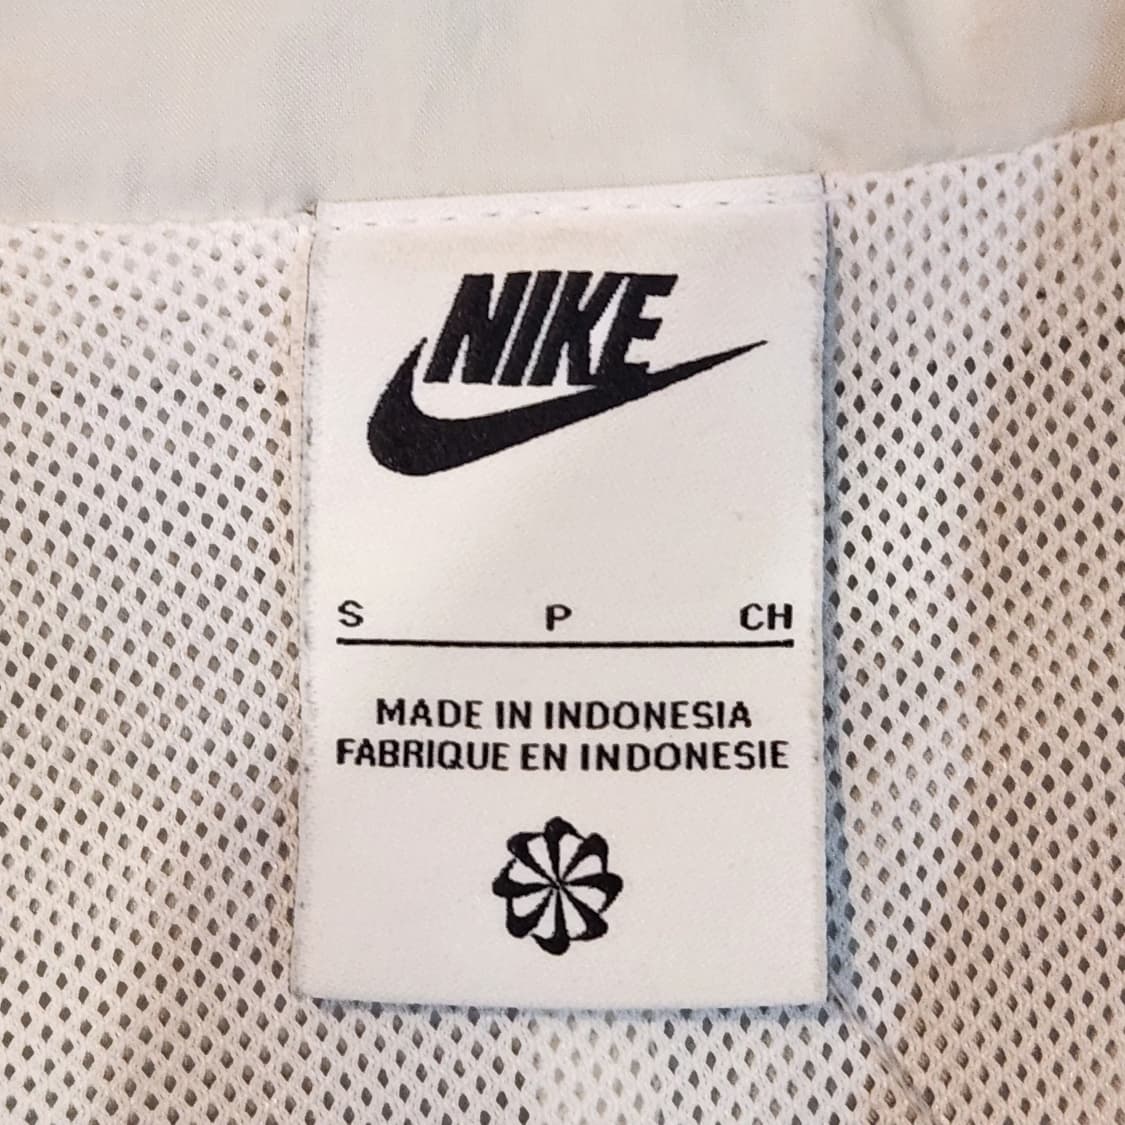 NIKE
S P CH
MADE IN INDONESIA
FABRIQUE EN INDONESIE